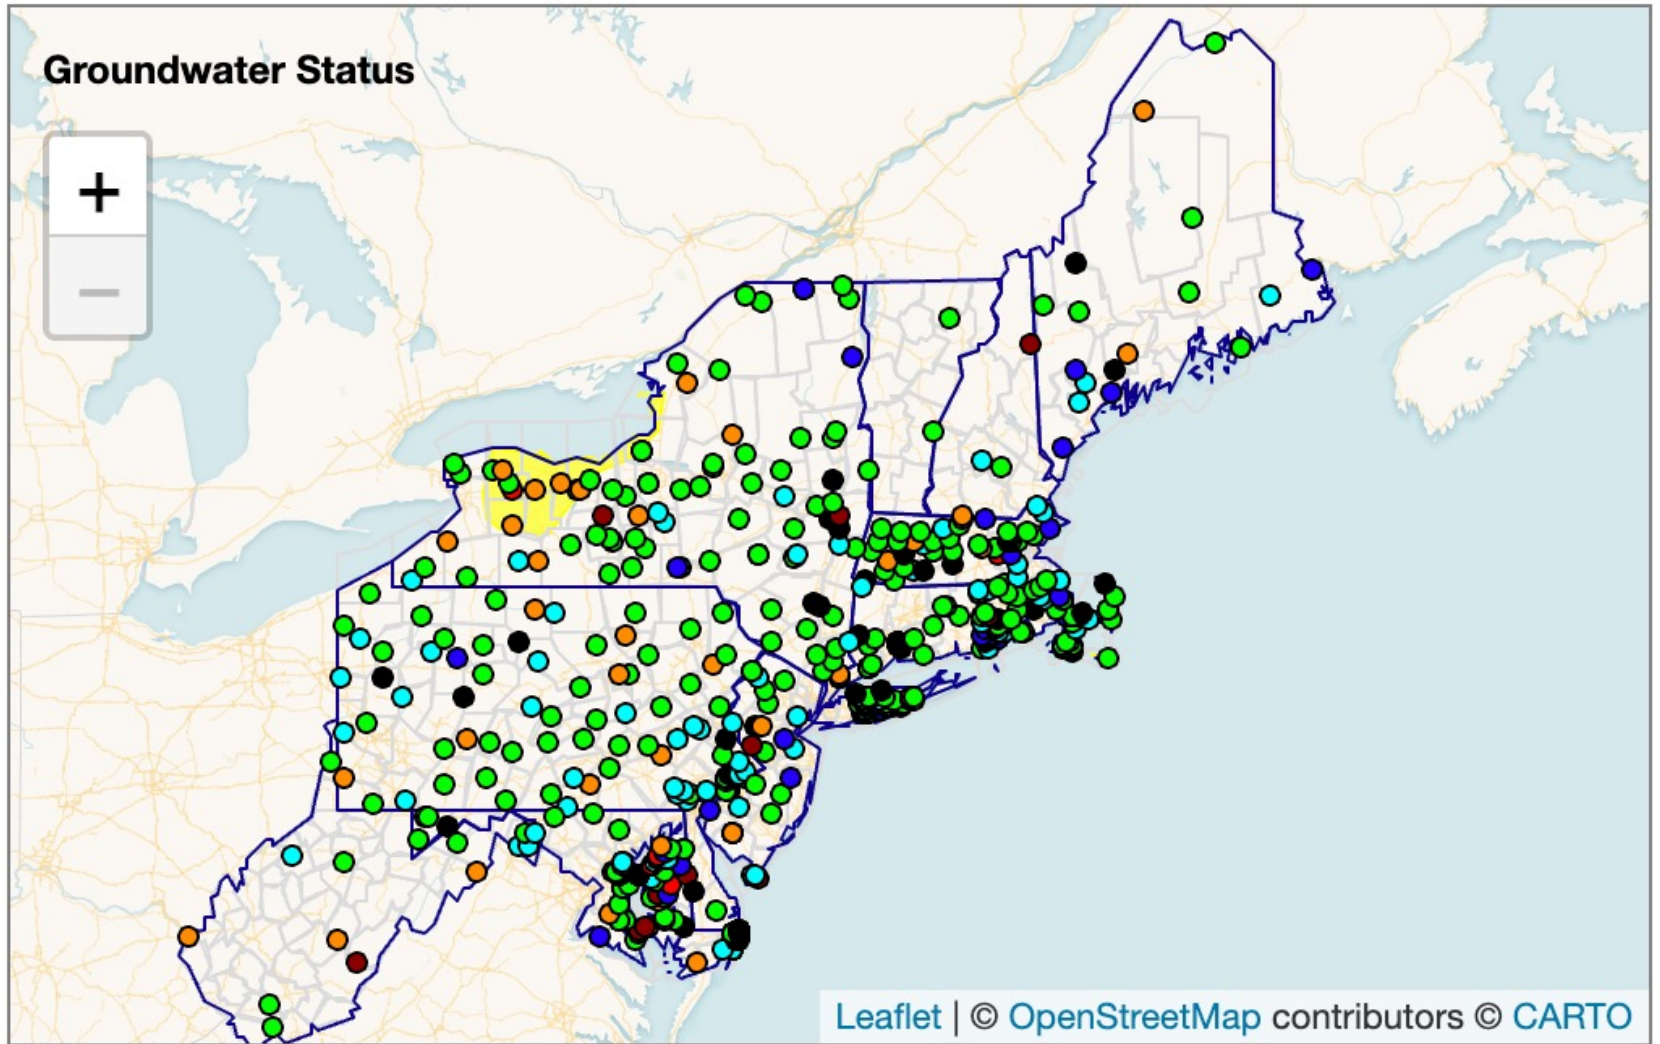 Groundwater Status
+
−
Leaflet | © OpenStreetMap contributors © CARTO